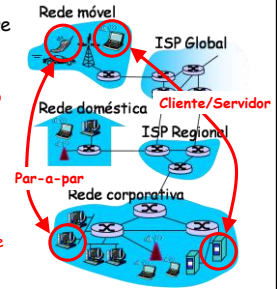 Rede móvel
e
ISP Global
Rede doméstica
Cliente/Servidor
ISP Regional
Par-a-par
Rede corporativa
e